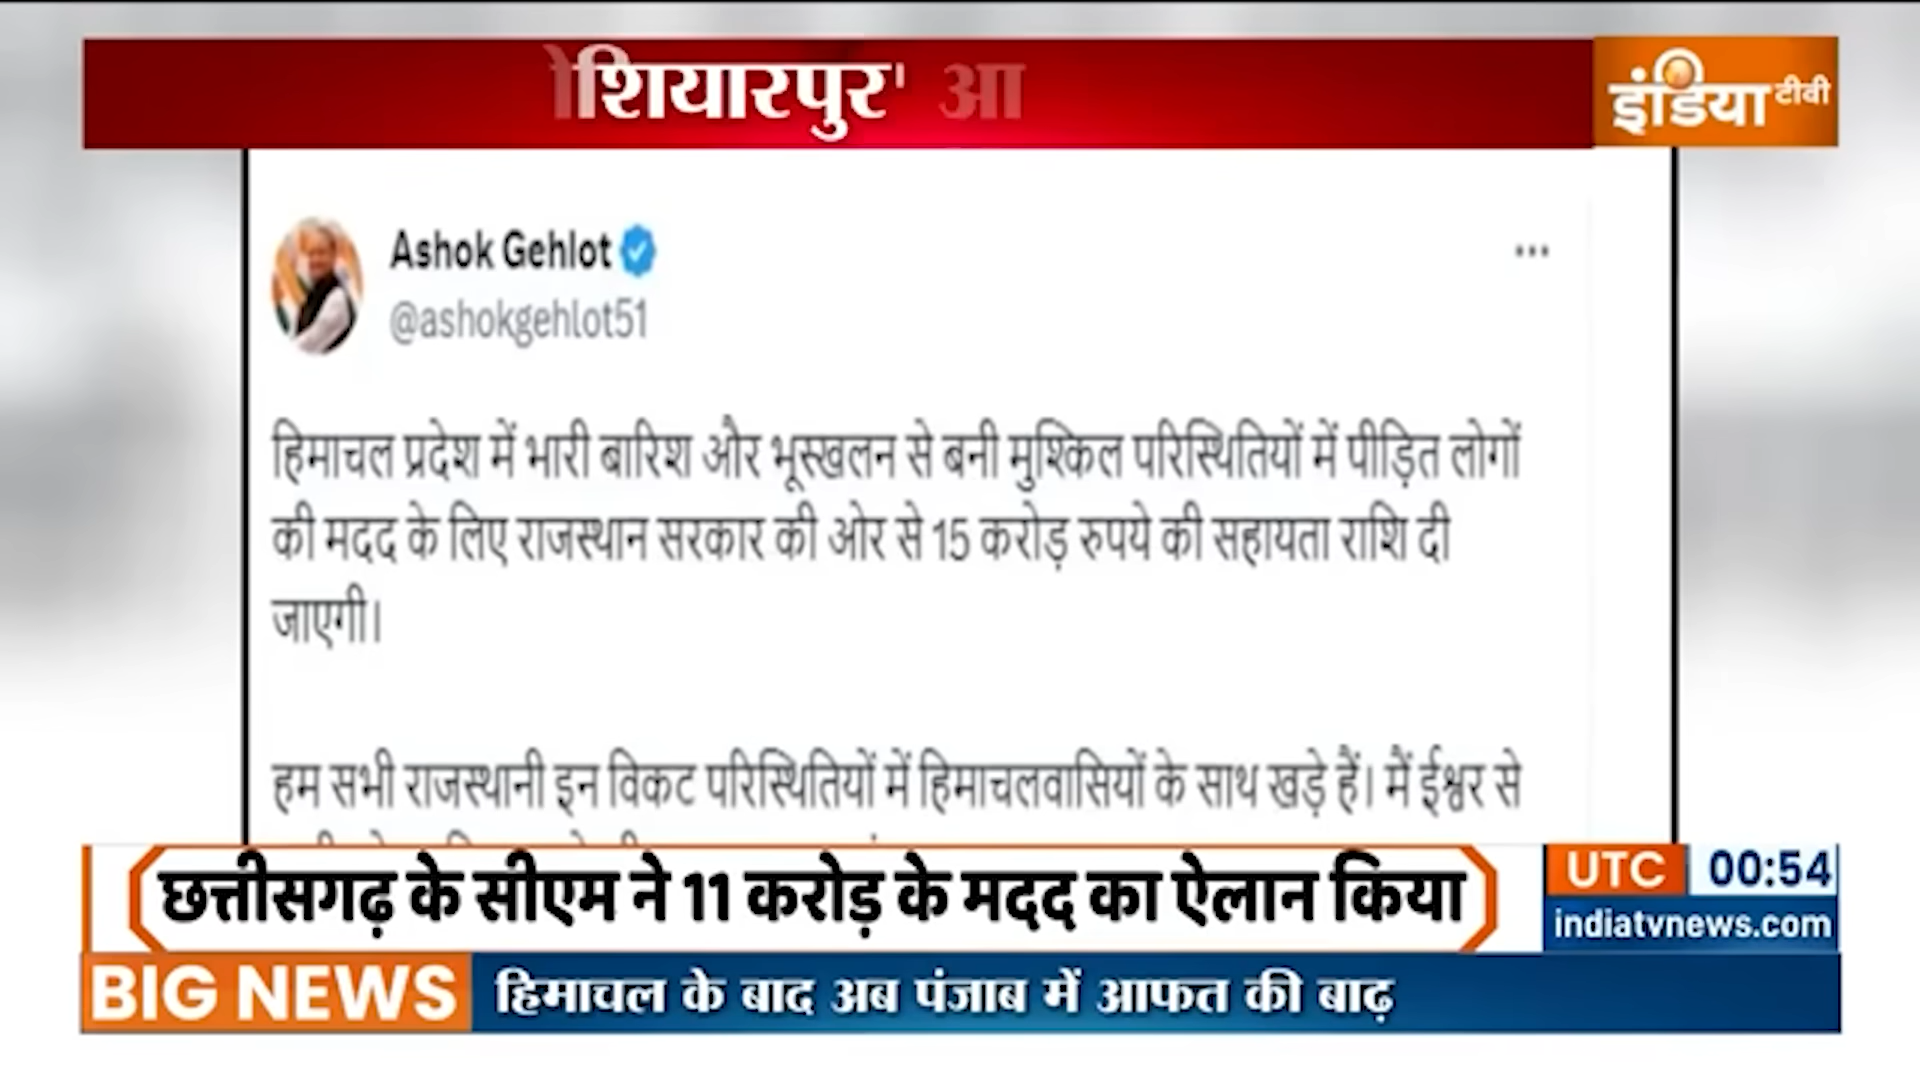 शियारपुर' आ
इंडिया टीवी
Ashok Gehlot
@ashokgehlot51
हिमाचल प्रदेश में भारी बारिश और भूस्खलन से बनी मुश्किल परिस्थितियों में पीड़ित लोगों
की मदद के लिए राजस्थान सरकार की ओर से 15 करोड़ रुपये की सहायता राशि दी
जाएगी।
हम सभी राजस्थानी इन विकट परिस्थितियों में हिमाचलवासियों के साथ खड़े हैं। मैं ईश्वर से
छत्तीसगढ़ के सीएम ने 11 करोड़ के मदद का ऐलान किया
UTC 00:54
indiatvnews.com
BIG NEWS हिमाचल के बाद अब पंजाब में आफत की बाढ़